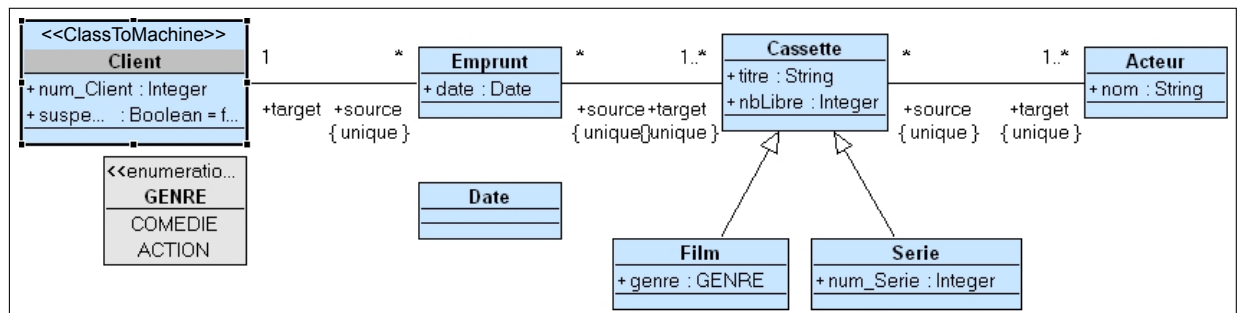 <<ClassToMachine>>
Client
+ num_Client : Integer
+ suspe... : Boolean = f...
1
*
+target
+source
{ unique }
Emprunt
+ date : Date
*
1..*
+source
{ unique }
+target
{ unique }
Cassette
+ titre : String
+ nbLibre : Integer
*
1..*
+source
{ unique }
+target
{ unique }
Acteur
+ nom : String
<<enumeratio...
GENRE
COMEDIE
ACTION
Date
Film
+ genre : GENRE
Serie
+ num_Serie : Integer